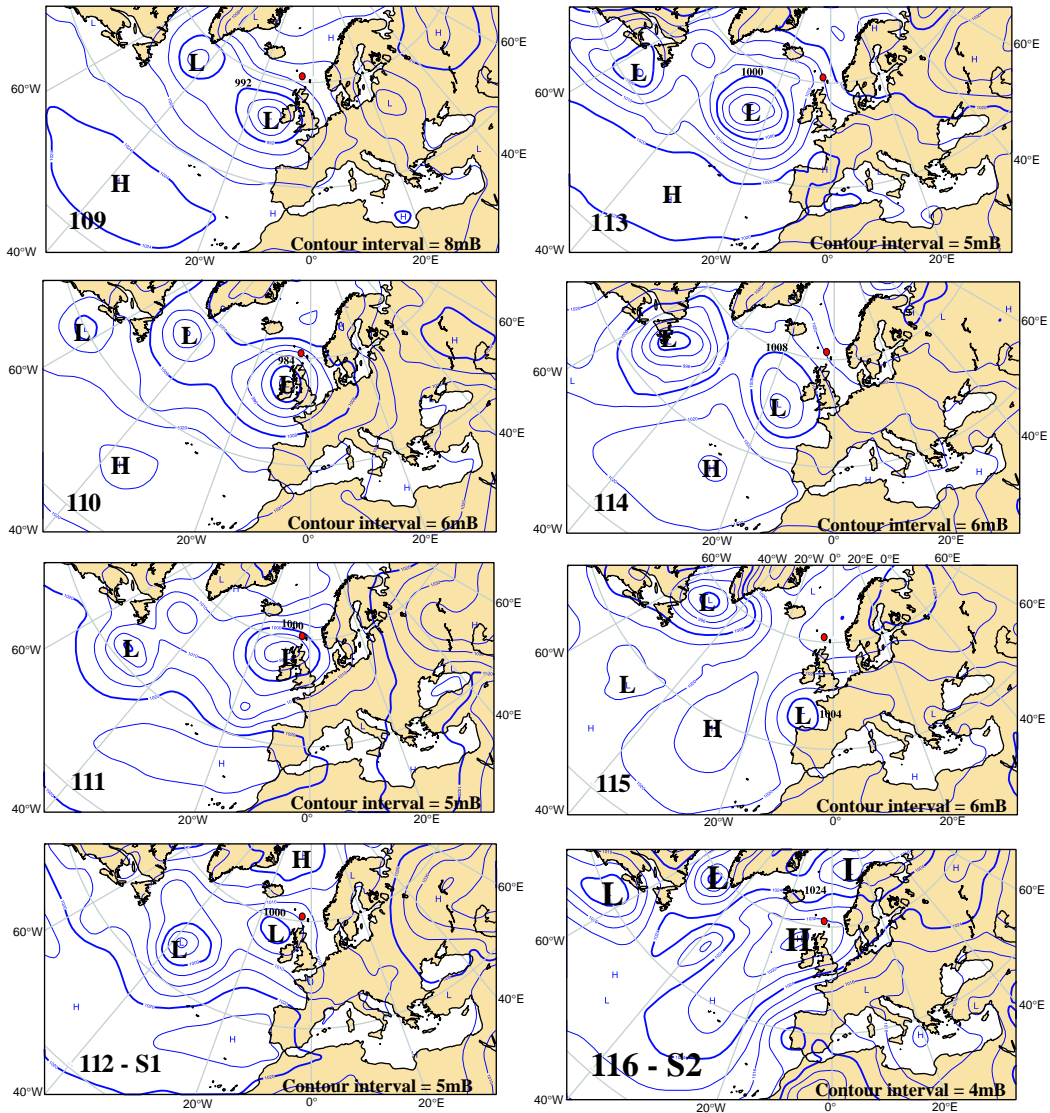 L
H
60°E
60°W
L
992
L
40°E
H
109
Contour interval = 8mB
40°W
20°W
0°
20°E
L
60°E
60°W
1000
L
40°E
H
113
Contour interval = 5mB
40°W
20°W
0°
20°E
L
L
60°E
60°W
984
L
40°E
H
110
Contour interval = 6mB
40°W
20°W
0°
20°E
L
60°E
60°W
1008
L
40°E
H
114
Contour interval = 6mB
40°W
20°W
0°
20°E
L
60°E
60°W
1000
L
40°E
H
111
Contour interval = 5mB
40°W
20°W
0°
20°E
60°W
40°W
20°W
0°E
60°E
L
60°E
60°W
L
H
L
1004
40°E
115
Contour interval = 6mB
40°W
20°W
0°
20°E
H
60°E
60°W
1000
L
L
40°E
H
112 - S1
Contour interval = 5mB
40°W
20°W
0°
20°E
L
L
L
1024
60°E
60°W
H
40°E
116 - S2
Contour interval = 4mB
40°W
20°W
0°
20°E